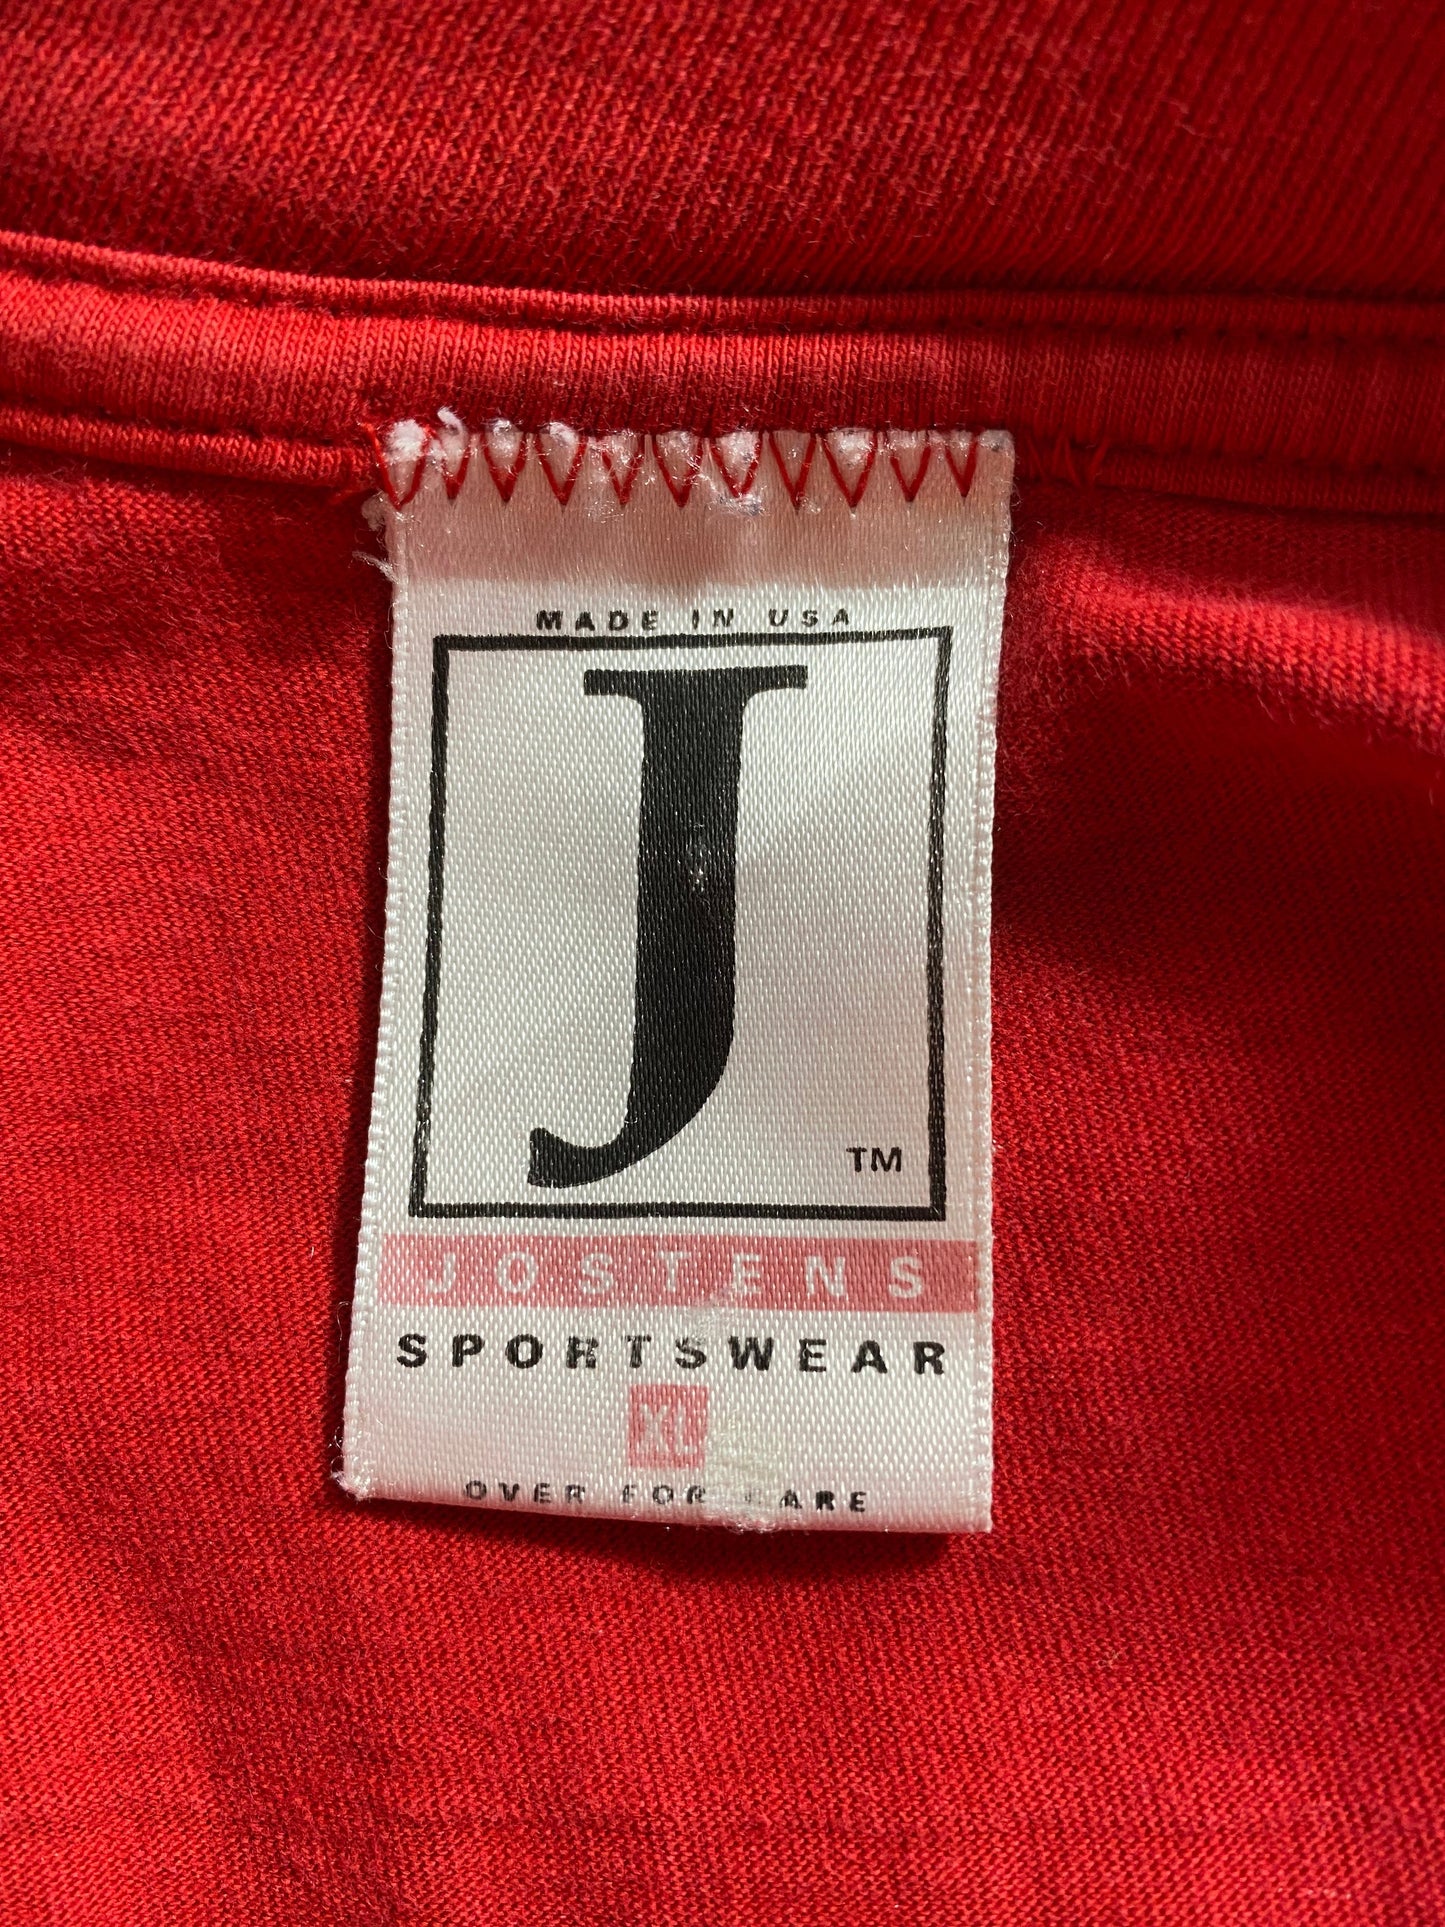 MADE IN USA
J
TM
JOSTENS
SPORTSWEAR
XL
OVER FOR CARE